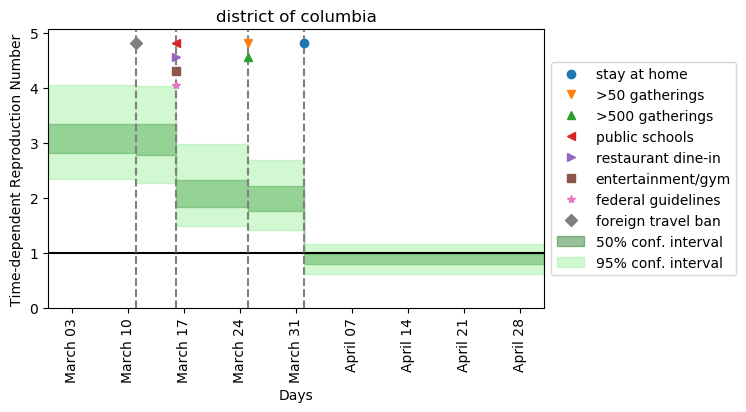 district of columbia
Time-dependent Reproduction Number
5
4
3
2
1
0
March 03
March 10
March 17
March 24
March 31
April 07
April 14
April 21
April 28
Days
stay at home
>50 gatherings
>500 gatherings
public schools
restaurant dine-in
entertainment/gym
federal guidelines
foreign travel ban
50% conf. interval
95% conf. interval